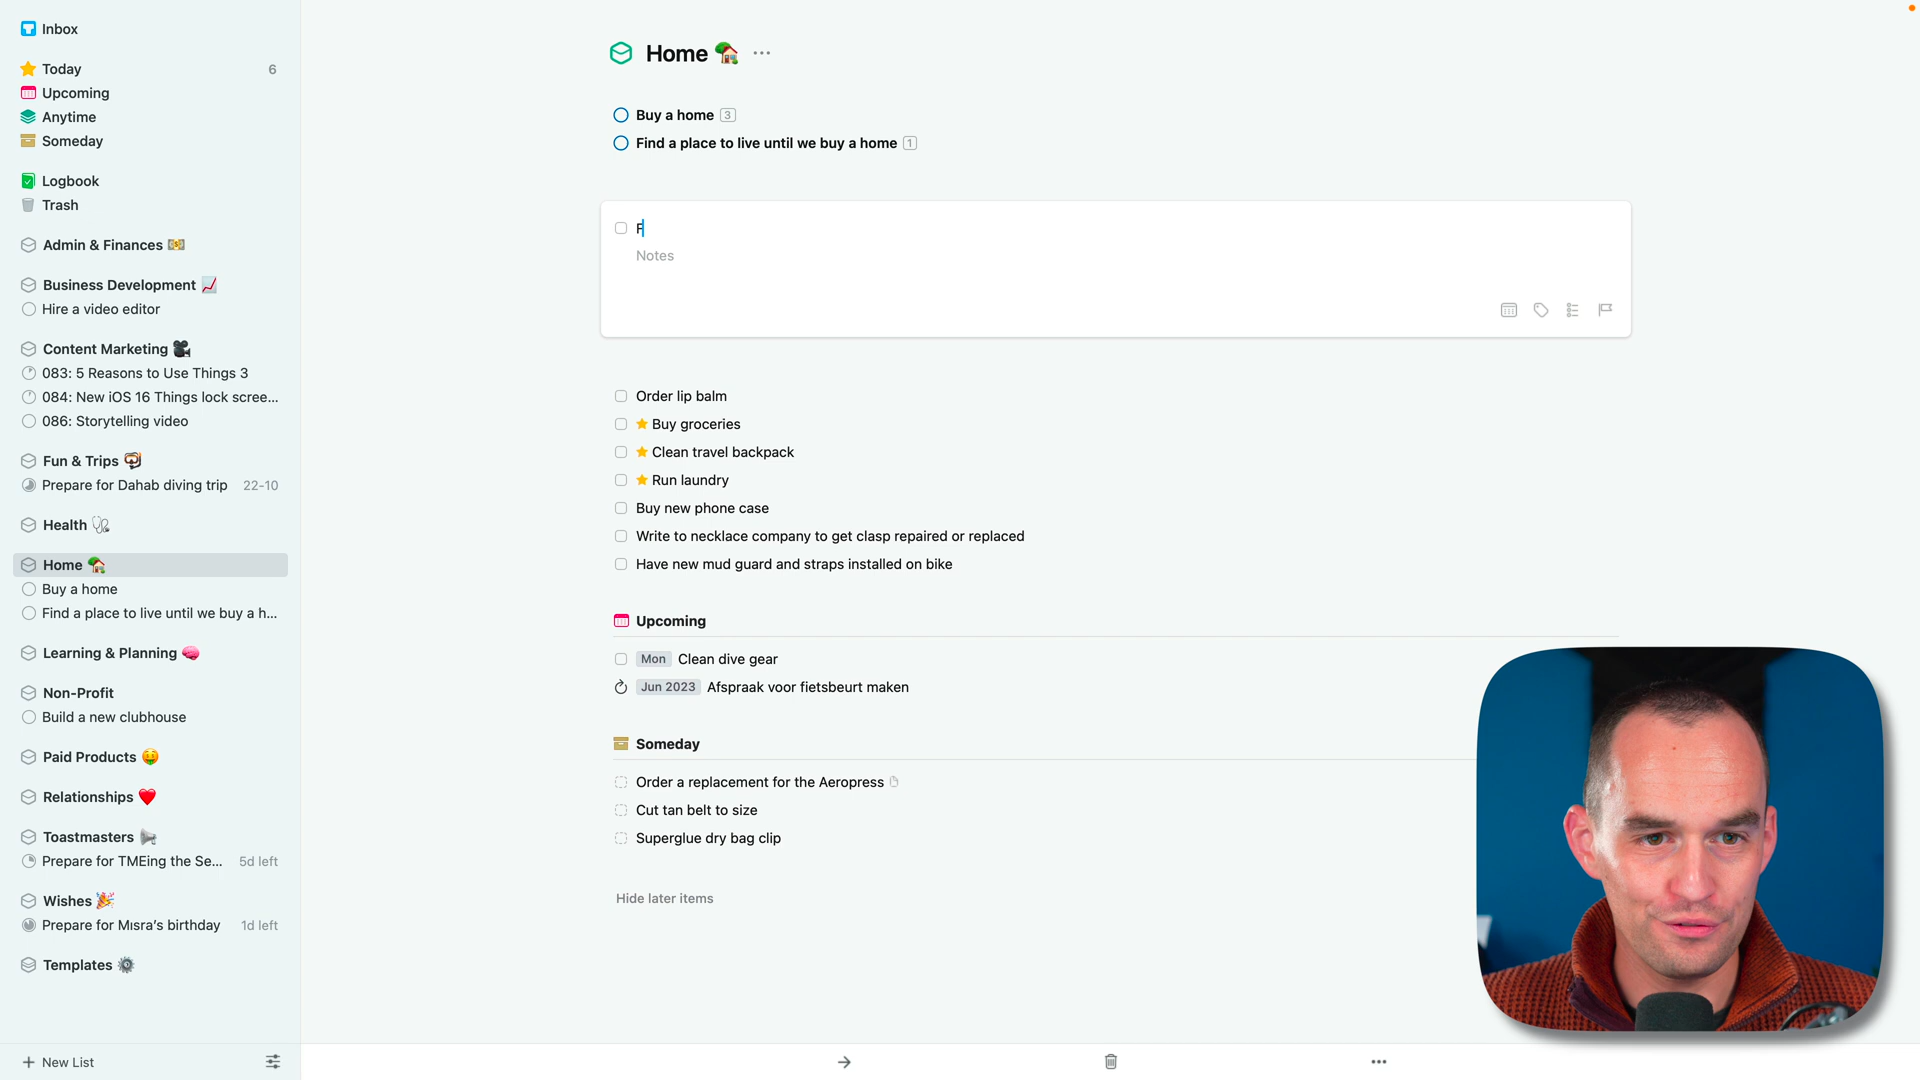 Inbox
Today 6
Upcoming
Anytime
Someday
Logbook
Trash
Admin & Finances
Business Development
Hire a video editor
Content Marketing
083: 5 Reasons to Use Things 3
084: New iOS 16 Things lock scree...
086: Storytelling video
Fun & Trips
Prepare for Dahab diving trip 22-10
Health
Home
Buy a home
Find a place to live until we buy a h...
Learning & Planning
Non-Profit
Build a new clubhouse
Paid Products
Relationships
Toastmasters
Prepare for TMEing the Se... 5d left
Wishes
Prepare for Mısra's birthday 1d left
Templates
New List
Home
Buy a home 3
Find a place to live until we buy a home 1
F
Notes
Order lip balm
Buy groceries
Clean travel backpack
Run laundry
Buy new phone case
Write to necklace company to get clasp repaired or replaced
Have new mud guard and straps installed on bike
Upcoming
Mon Clean dive gear
Jun 2023 Afspraak voor fietsbeurt maken
Someday
Order a replacement for the Aeropress
Cut tan belt to size
Superglue dry bag clip
Hide later items